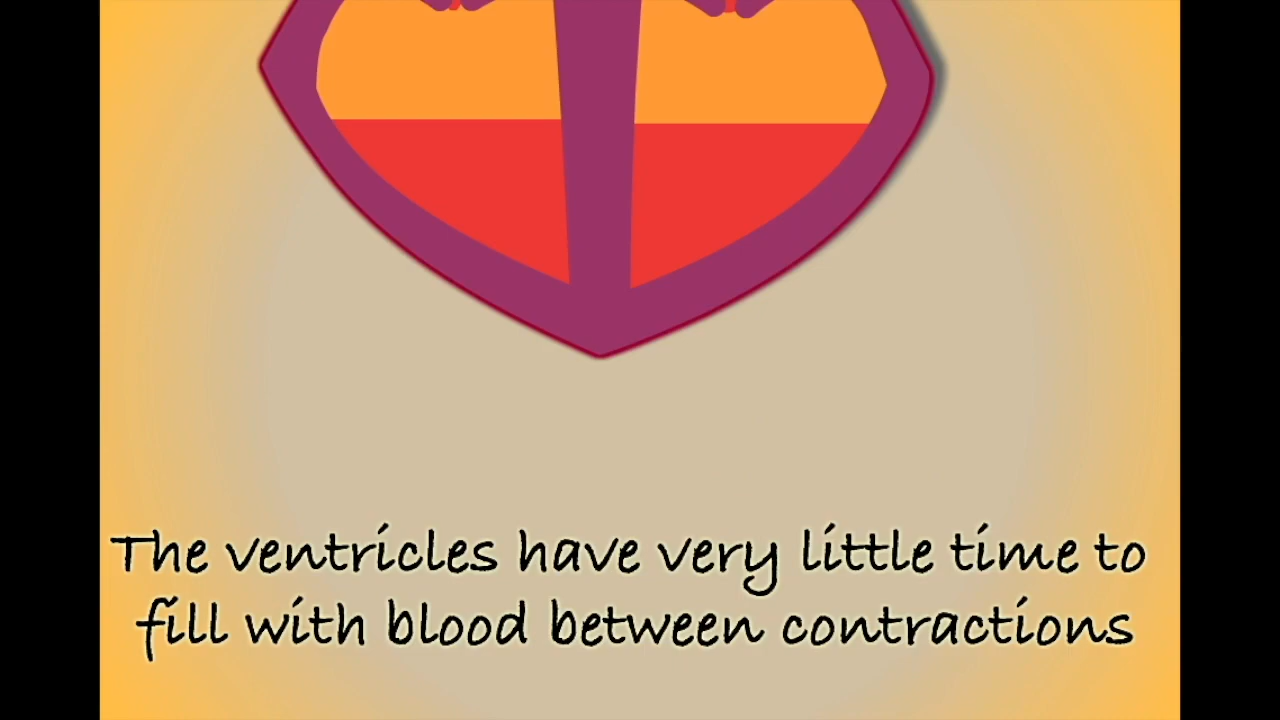 The ventricles have very little time to
fill with blood between contractions